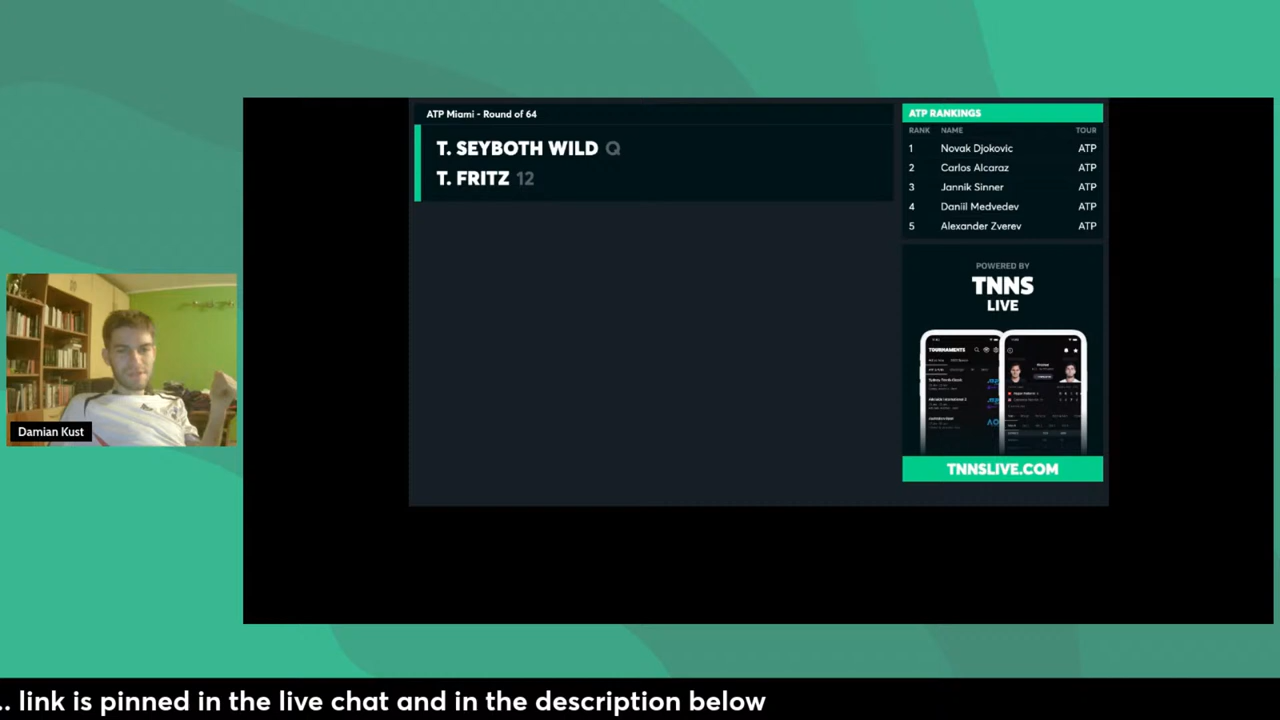 ATP Miami - Round of 64
T. SEYBOTH WILD Q
T. FRITZ 12
ATP RANKINGS
RANK NAME TOUR
1 Novak Djokovic ATP
2 Carlos Alcaraz ATP
3 Jannik Sinner ATP
4 Daniil Medvedev ATP
5 Alexander Zverev ATP
POWERED BY
TNNS
LIVE
TOURNAMENTS
TNNSLIVE.COM
Damian Kust
.. link is pinned in the live chat and in the description below